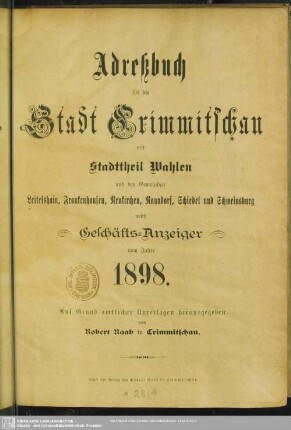 Adreßbuch
für die
Stadt Crimmitschau
mit
Stadttheil Wahlen
und den Gemeinden
Leitelshain, Frankenhausen, Neukirchen, Naundorf, Schiedel und Schweinsburg
nebst
Geschäfts-Anzeiger
vom Jahre
1898.
Auf Grund amtlicher Unterlagen herausgegeben
von
Robert Raab in Crimmitschau.